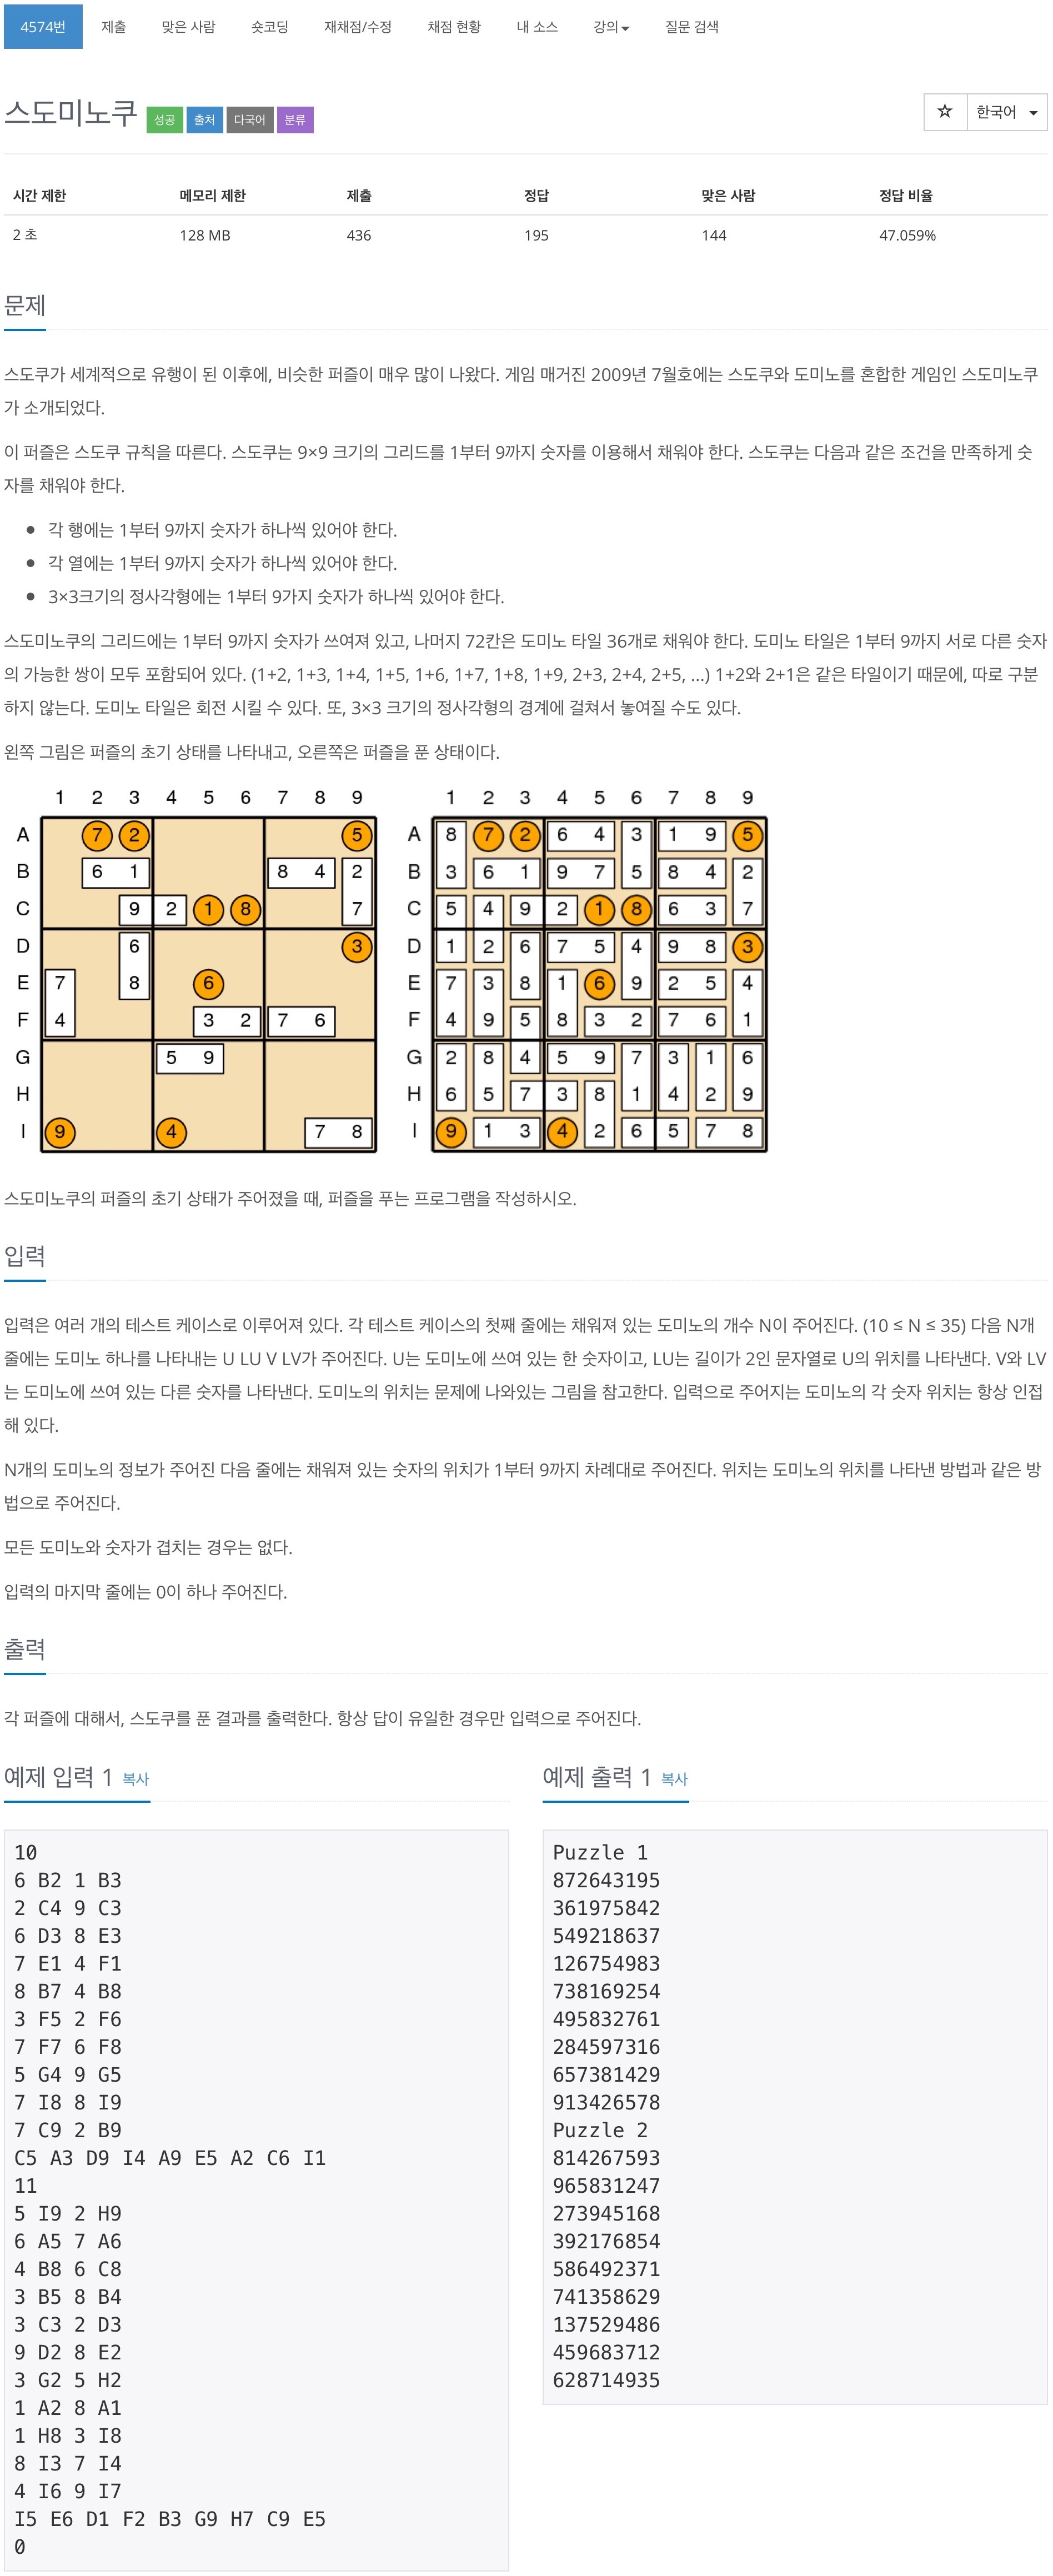 4574번 제출 맞은 사람 숏코딩 재채점/수정 채점 현황 내 소스 강의 질문 검색
스도미노쿠 성공 출처 다국어 분류 ☆ 한국어
시간 제한 메모리 제한 제출 정답 맞은 사람 정답 비율
2 초 128 MB 436 195 144 47.059%
문제
스도쿠가 세계적으로 유행이 된 이후에, 비슷한 퍼즐이 매우 많이 나왔다. 게임 매거진 2009년 7월호에는 스도쿠와 도미노를 혼합한 게임인 스도미노쿠
가 소개되었다.
이 퍼즐은 스도쿠 규칙을 따른다. 스도쿠는 9×9 크기의 그리드를 1부터 9까지 숫자를 이용해서 채워야 한다. 스도쿠는 다음과 같은 조건을 만족하게 숫
자를 채워야 한다.
● 각 행에는 1부터 9까지 숫자가 하나씩 있어야 한다.
● 각 열에는 1부터 9까지 숫자가 하나씩 있어야 한다.
● 3×3크기의 정사각형에는 1부터 9가지 숫자가 하나씩 있어야 한다.
스도미노쿠의 그리드에는 1부터 9까지 숫자가 쓰여져 있고, 나머지 72칸은 도미노 타일 36개로 채워야 한다. 도미노 타일은 1부터 9까지 서로 다른 숫자
의 가능한 쌍이 모두 포함되어 있다. (1+2, 1+3, 1+4, 1+5, 1+6, 1+7, 1+8, 1+9, 2+3, 2+4, 2+5, ...) 1+2와 2+1은 같은 타일이기 때문에, 따로 구분
하지 않는다. 도미노 타일은 회전 시킬 수 있다. 또, 3×3 크기의 정사각형의 경계에 걸쳐서 놓여질 수도 있다.
왼쪽 그림은 퍼즐의 초기 상태를 나타내고, 오른쪽은 퍼즐을 푼 상태이다.
1 2 3 4 5 6 7 8 9
A 7 2 5
B 6 1 8 4 2
C 9 2 1 8 7
D 6 3
E 7 8 6
F 4 3 2 7 6
G 5 9
H
I 9 4 7 8
1 2 3 4 5 6 7 8 9
A 8 7 2 6 4 3 1 9 5
B 3 6 1 9 7 5 8 4 2
C 5 4 9 2 1 8 6 3 7
D 1 2 6 7 5 4 9 8 3
E 7 3 8 1 6 9 2 5 4
F 4 9 5 8 3 2 7 6 1
G 2 8 4 5 9 7 3 1 6
H 6 5 7 3 8 1 4 2 9
I 9 1 3 4 2 6 5 7 8
스도미노쿠의 퍼즐의 초기 상태가 주어졌을 때, 퍼즐을 푸는 프로그램을 작성하시오.
입력
입력은 여러 개의 테스트 케이스로 이루어져 있다. 각 테스트 케이스의 첫째 줄에는 채워져 있는 도미노의 개수 N이 주어진다. (10 ≤ N ≤ 35) 다음 N개
줄에는 도미노 하나를 나타내는 U LU V LV가 주어진다. U는 도미노에 쓰여 있는 한 숫자이고, LU는 길이가 2인 문자열로 U의 위치를 나타낸다. V와 LV
는 도미노에 쓰여 있는 다른 숫자를 나타낸다. 도미노의 위치는 문제에 나와있는 그림을 참고한다. 입력으로 주어지는 도미노의 각 숫자 위치는 항상 인접
해 있다.
N개의 도미노의 정보가 주어진 다음 줄에는 채워져 있는 숫자의 위치가 1부터 9까지 차례대로 주어진다. 위치는 도미노의 위치를 나타낸 방법과 같은 방
법으로 주어진다.
모든 도미노와 숫자가 겹치는 경우는 없다.
입력의 마지막 줄에는 0이 하나 주어진다.
출력
각 퍼즐에 대해서, 스도쿠를 푼 결과를 출력한다. 항상 답이 유일한 경우만 입력으로 주어진다.
예제 입력 1 복사
10
6 B2 1 B3
2 C4 9 C3
6 D3 8 E3
7 E1 4 F1
8 B7 4 B8
3 F5 2 F6
7 F7 6 F8
5 G4 9 G5
7 I8 8 I9
7 C9 2 B9
C5 A3 D9 I4 A9 E5 A2 C6 I1
11
5 I9 2 H9
6 A5 7 A6
4 B8 6 C8
3 B5 8 B4
3 C3 2 D3
9 D2 8 E2
3 G2 5 H2
1 A2 8 A1
1 H8 3 I8
8 I3 7 I4
4 I6 9 I7
I5 E6 D1 F2 B3 G9 H7 C9 E5
0
예제 출력 1 복사
Puzzle 1
872643195
361975842
549218637
126754983
738169254
495832761
284597316
657381429
913426578
Puzzle 2
814267593
965831247
273945168
392176854
586492371
741358629
137529486
459683712
628714935